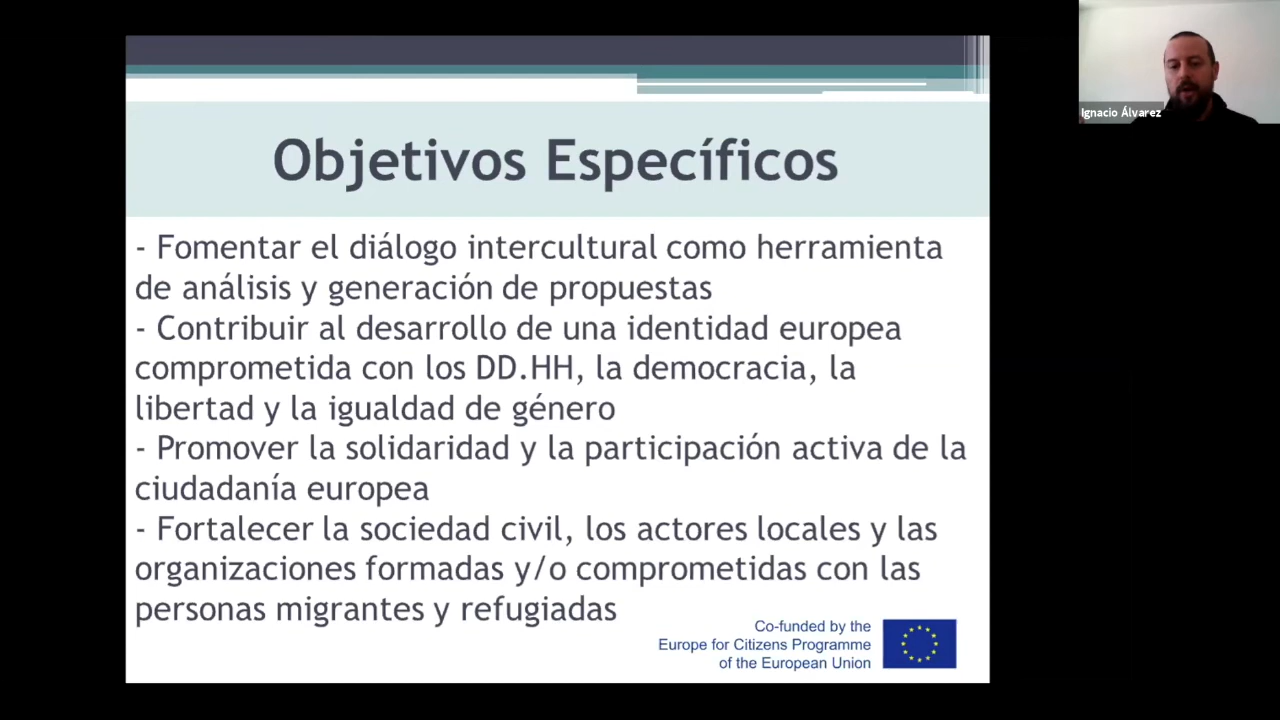 Objetivos Específicos
- Fomentar el diálogo intercultural como herramienta
de análisis y generación de propuestas
- Contribuir al desarrollo de una identidad europea
comprometida con los DD.HH, la democracia, la
libertad y la igualdad de género
- Promover la solidaridad y la participación activa de la
ciudadanía europea
- Fortalecer la sociedad civil, los actores locales y las
organizaciones formadas y/o comprometidas con las
personas migrantes y refugiadas
Co-funded by the
Europe for Citizens Programme
of the European Union
Ignacio Álvarez